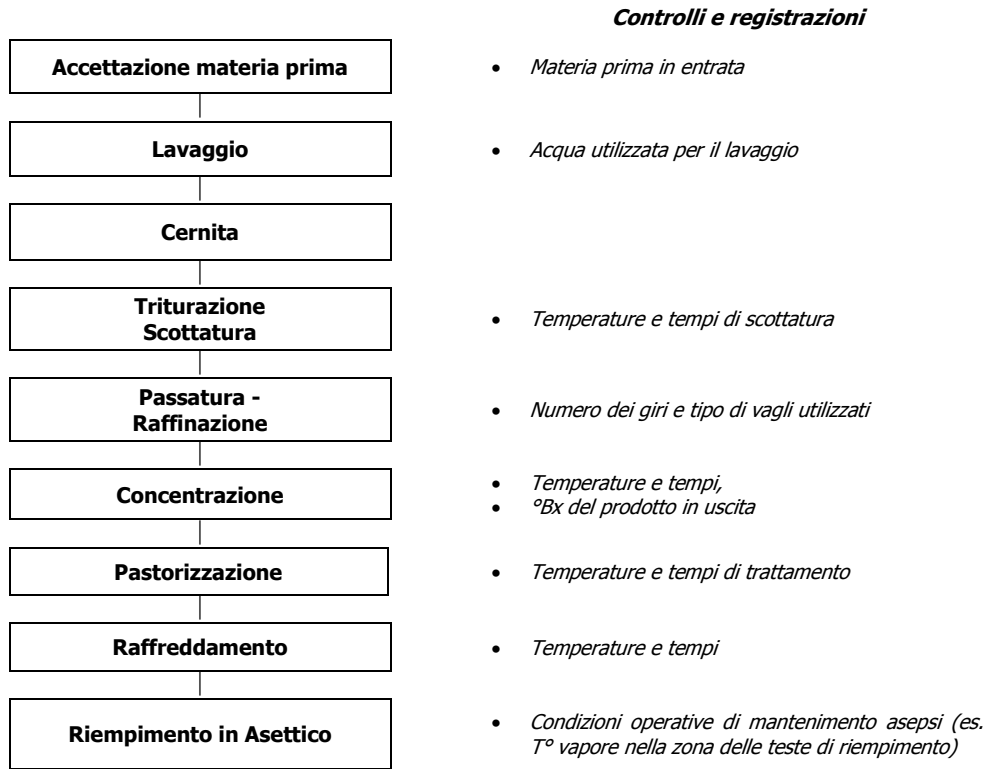 Controlli e registrazioni
Accettazione materia prima
• Materia prima in entrata
Lavaggio
• Acqua utilizzata per il lavaggio
Cernita
Triturazione
Scottatura
• Temperature e tempi di scottatura
Passatura -
Raffinazione
• Numero dei giri e tipo di vagli utilizzati
Concentrazione
• Temperature e tempi,
• °Bx del prodotto in uscita
Pastorizzazione
• Temperature e tempi di trattamento
Raffreddamento
• Temperature e tempi
Riempimento in Asettico
• Condizioni operative di mantenimento asepsi (es.
T° vapore nella zona delle teste di riempimento)